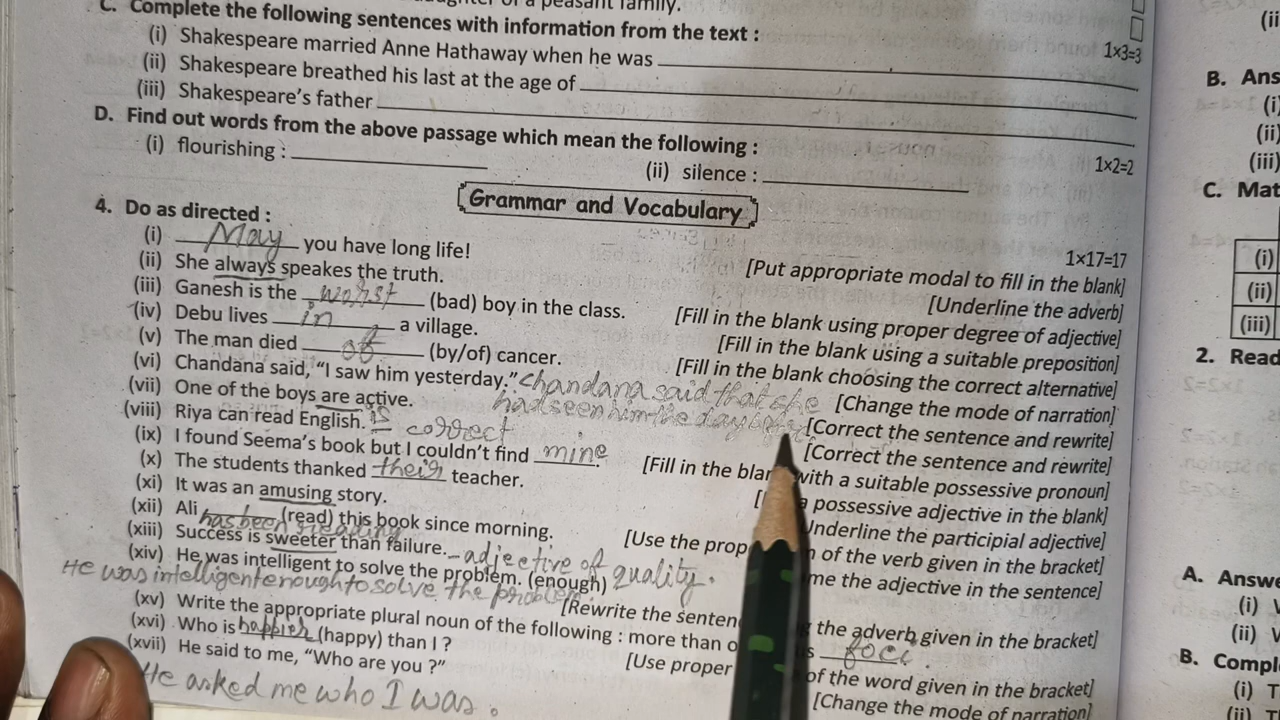 of a peasant family.
C. Complete the following sentences with information from the text :
1×3=3
(i) Shakespeare married Anne Hathaway when he was
(ii) Shakespeare breathed his last at the age of
(iii) Shakespeare's father
D. Find out words from the above passage which mean the following :
1×2=2
(i) flourishing : (ii) silence :
Grammar and Vocabulary
4. Do as directed :
1×17=17
(i) May you have long life! [Put appropriate modal to fill in the blank]
(ii) She always speakes the truth. [Underline the adverb]
(iii) Ganesh is the worst (bad) boy in the class. [Fill in the blank using proper degree of adjective]
(iv) Debu lives in a village. [Fill in the blank using a suitable preposition]
(v) The man died of (by/of) cancer. [Fill in the blank choosing the correct alternative]
(vi) Chandana said, "I saw him yesterday." Chandana said that she [Change the mode of narration]
had seen him the day
(vii) One of the boys are active. is [Correct the sentence and rewrite]
(viii) Riya can read English. correct [Correct the sentence and rewrite]
(ix) I found Seema's book but I couldn't find mine. [Fill in the blank with a suitable possessive pronoun]
(x) The students thanked their teacher. possessive adjective in the blank]
(xi) It was an amusing story. Underline the participial adjective]
(xii) Ali has been reading (read) this book since morning. [Use the prop of the verb given in the bracket]
(xiii) Success is sweeter than failure. adjective of quality. me the adjective in the sentence]
(xiv) He was intelligent to solve the problem. (enough)
He was intelligent enough to solve the problem. [Rewrite the senten the adverb given in the bracket]
(xv) Write the appropriate plural noun of the following : more than o s foci.
(xvi) Who is happier (happy) than I ? [Use proper of the word given in the bracket]
(xvii) He said to me, "Who are you ?" [Change the mode of narration]
He asked me who I was.
(ii
B. Ans
(i)
(ii)
(iii)
C. Mat
(i)
(ii)
(iii)
2. Read
A. Answe
(i)
(ii)
B. Compl
(i) T
(ii)